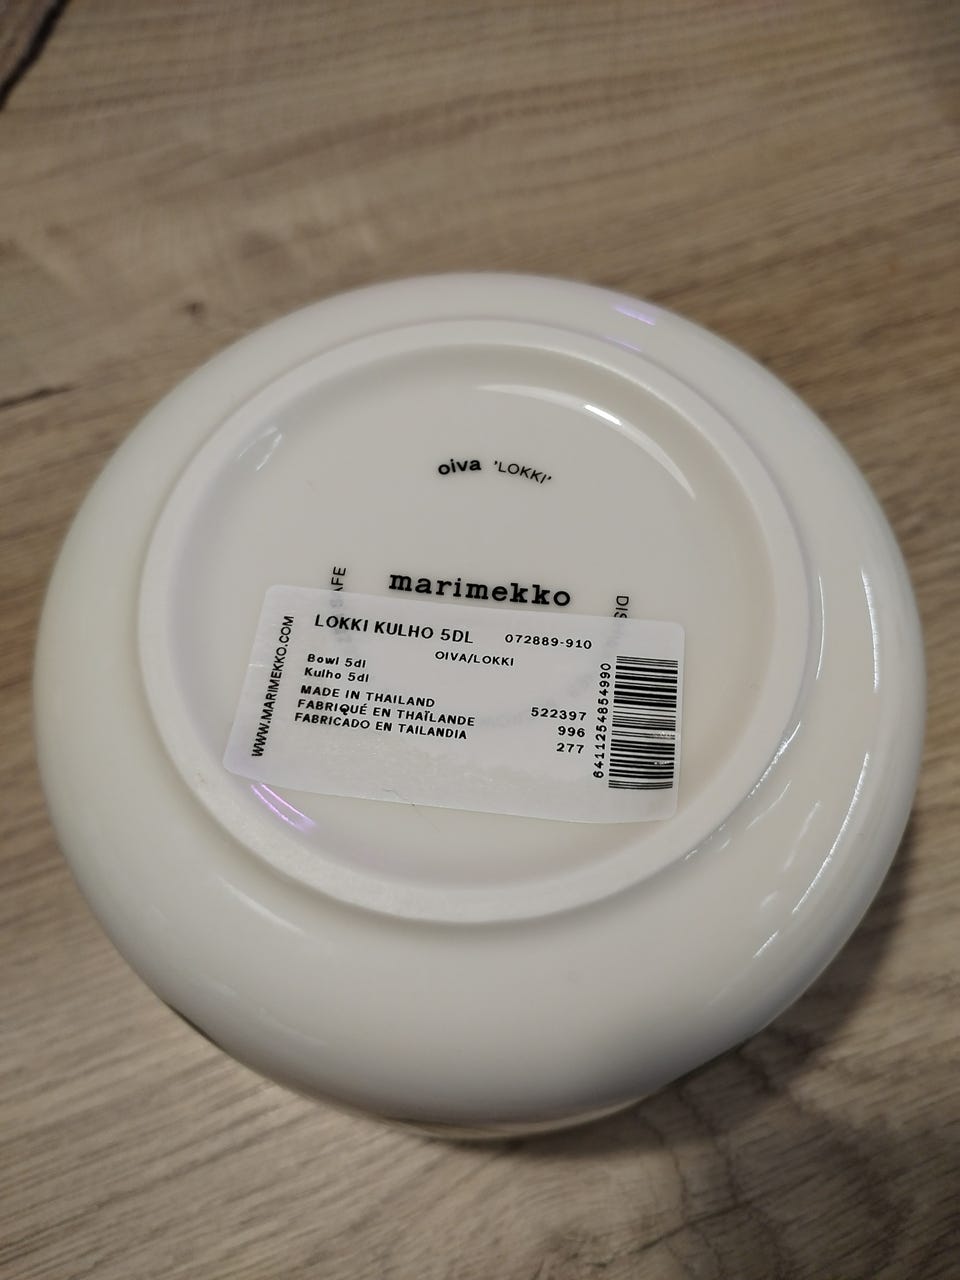 oiva 'LOKKI'
marimekko
LOKKI KULHO 5DL 072889-910
OIVA/LOKKI
Bowl 5dl
Kulho 5dl
MADE IN THAILAND
FABRIQUÉ EN THAÏLANDE
FABRICADO EN TAILANDIA
522397
996
277
WWW.MARIMEKKO.COM
6411254854990